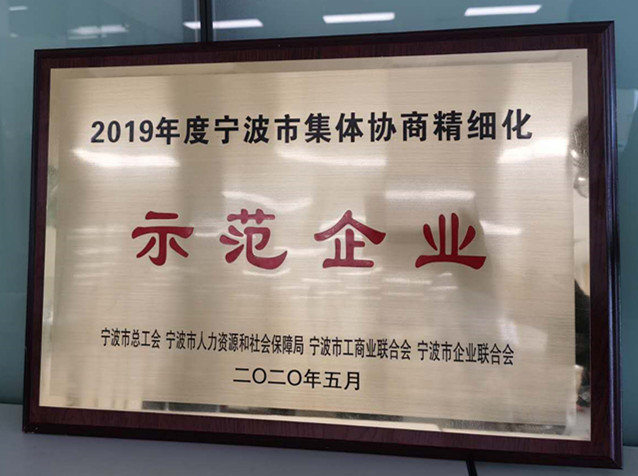 2019年度宁波市集体协商精细化
示范企业
宁波市总工会 宁波市人力资源和社会保障局 宁波市工商业联合会 宁波市企业联合会
二〇二〇年五月